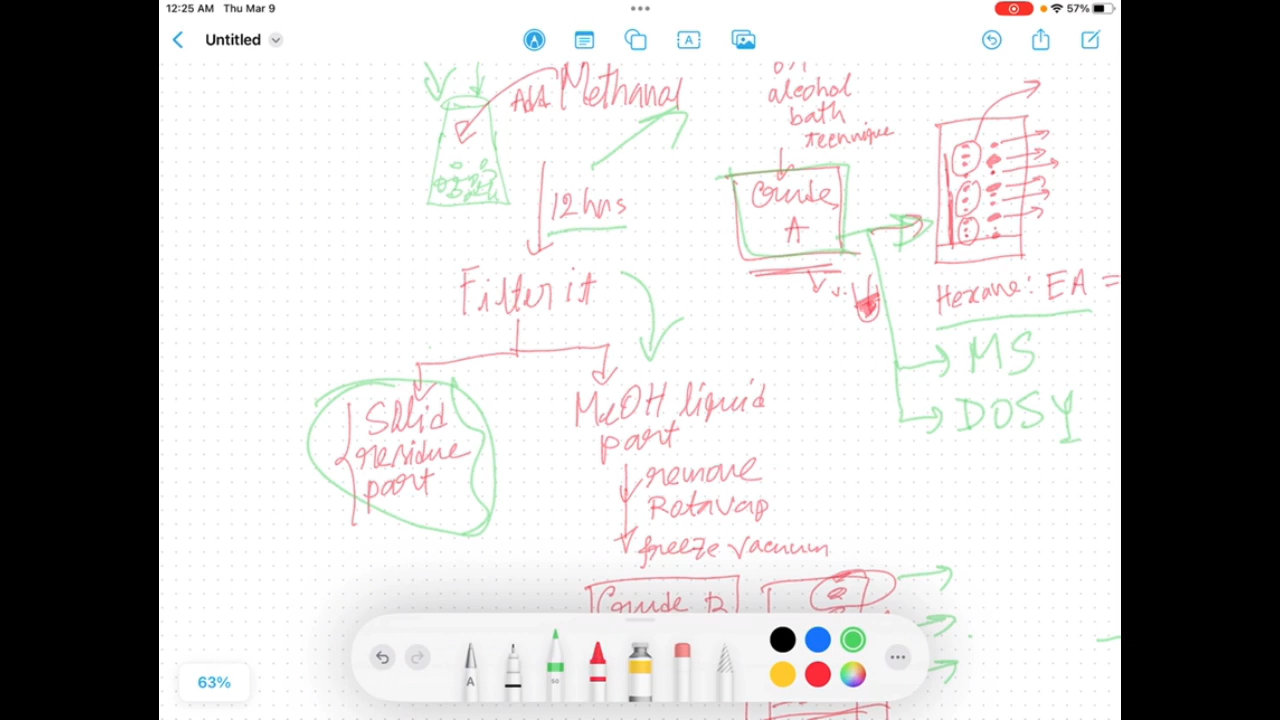 12:25 AM Thu Mar 9
57%
Untitled
A
Add Methanol
12 hrs
Filter it
Solid
residue
part
MeOH liquid
part
remove
Rotavap
freeze vacuum
Crude B
alcohol
bath
technique
Crude
A
Hexane: EA =
MS
DOSY
A
50
63%